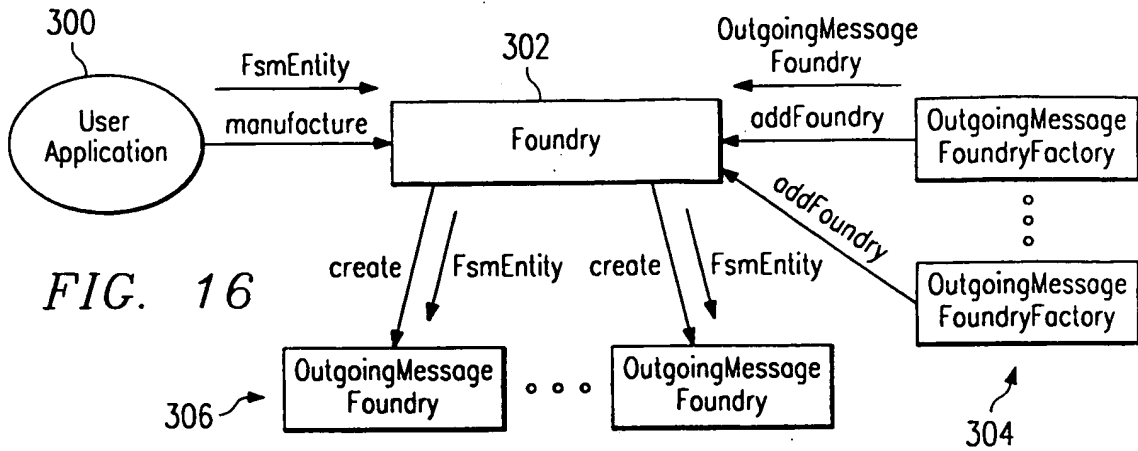 300
User
Application
FsmEntity
manufacture
302
Foundry
OutgoingMessage
Foundry
addFoundry
OutgoingMessage
FoundryFactory
addFoundry
OutgoingMessage
FoundryFactory
304
create
FsmEntity
create
FsmEntity
FIG. 16
306
OutgoingMessage
Foundry
OutgoingMessage
Foundry